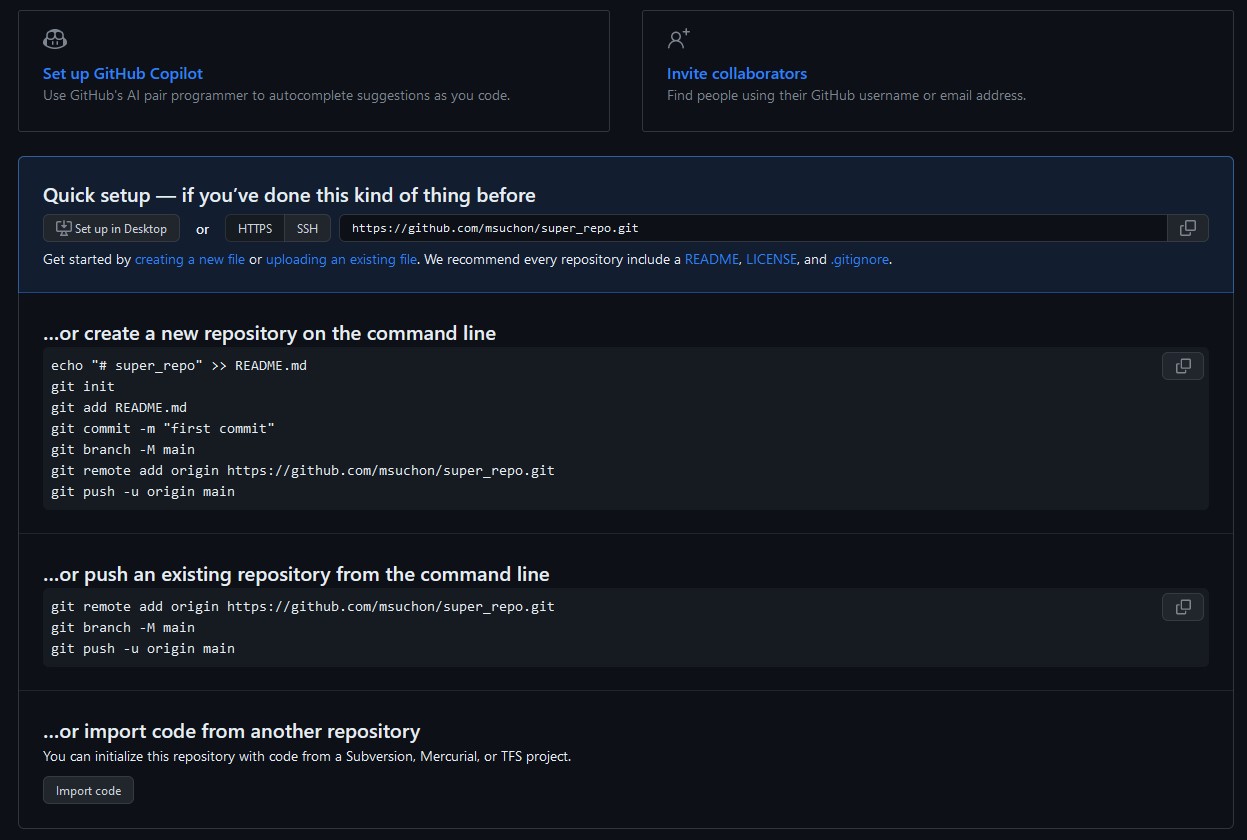 Set up GitHub Copilot
Use GitHub's AI pair programmer to autocomplete suggestions as you code.
Invite collaborators
Find people using their GitHub username or email address.
Quick setup — if you’ve done this kind of thing before
Set up in Desktop or HTTPS SSH https://github.com/msuchon/super_repo.git
Get started by creating a new file or uploading an existing file. We recommend every repository include a README, LICENSE, and .gitignore.
…or create a new repository on the command line
echo "# super_repo" >> README.md
git init
git add README.md
git commit -m "first commit"
git branch -M main
git remote add origin https://github.com/msuchon/super_repo.git
git push -u origin main
…or push an existing repository from the command line
git remote add origin https://github.com/msuchon/super_repo.git
git branch -M main
git push -u origin main
…or import code from another repository
You can initialize this repository with code from a Subversion, Mercurial, or TFS project.
Import code